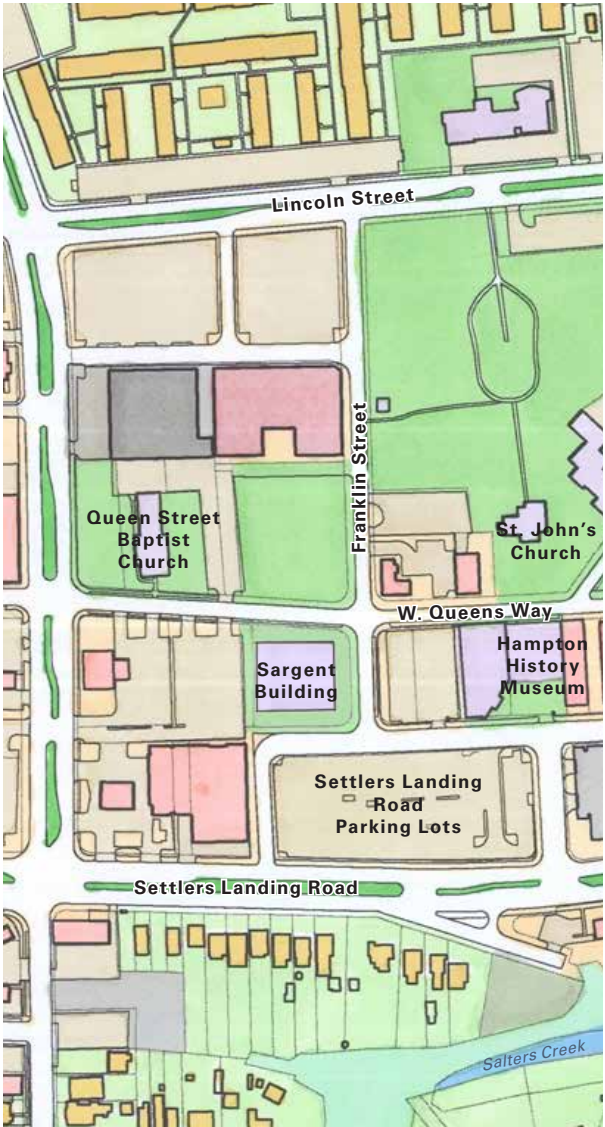 Lincoln Street
Franklin Street
Queen Street
Baptist
Church
St. John's
Church
W. Queens Way
Hampton
History
Museum
Sargent
Building
Settlers Landing
Road
Parking Lots
Settlers Landing Road
Salters Creek